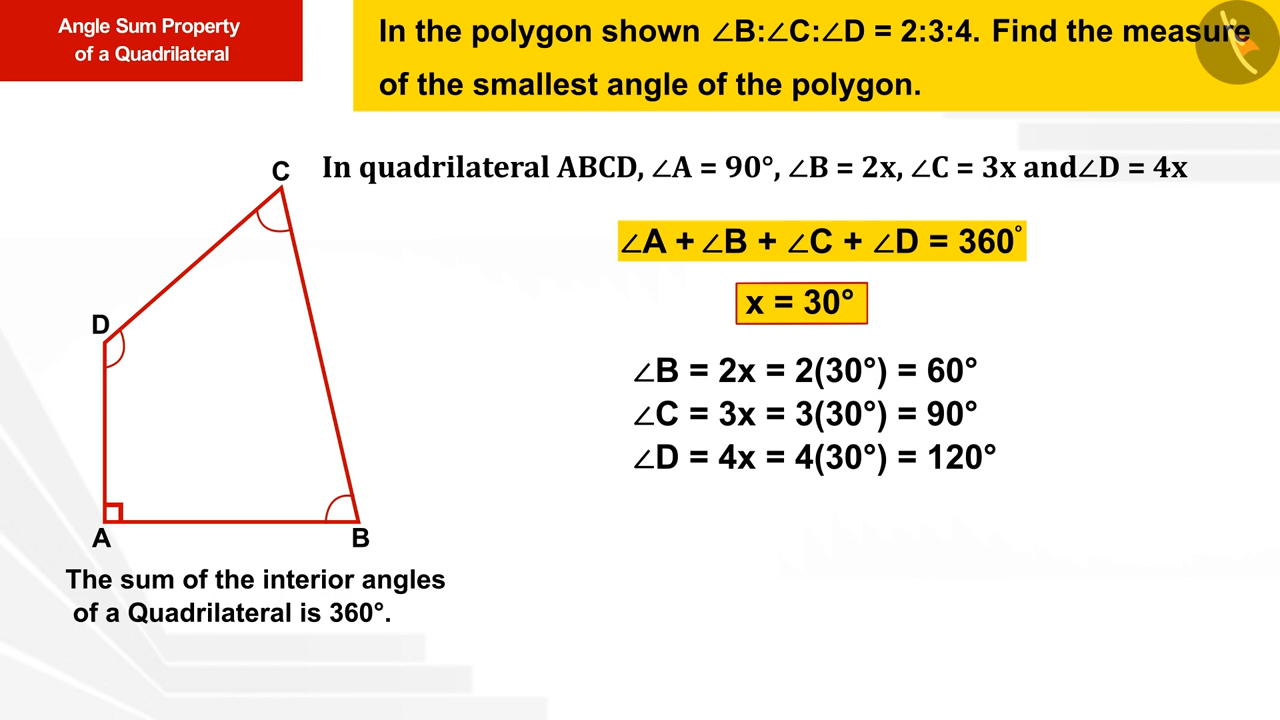 Angle Sum Property
of a Quadrilateral
In the polygon shown ∠B:∠C:∠D = 2:3:4. Find the measure
of the smallest angle of the polygon.
In quadrilateral ABCD, ∠A = 90°, ∠B = 2x, ∠C = 3x and∠D = 4x
∠A + ∠B + ∠C + ∠D = 360°
x = 30°
∠B = 2x = 2(30°) = 60°
∠C = 3x = 3(30°) = 90°
∠D = 4x = 4(30°) = 120°
C
D
A
B
The sum of the interior angles
of a Quadrilateral is 360°.